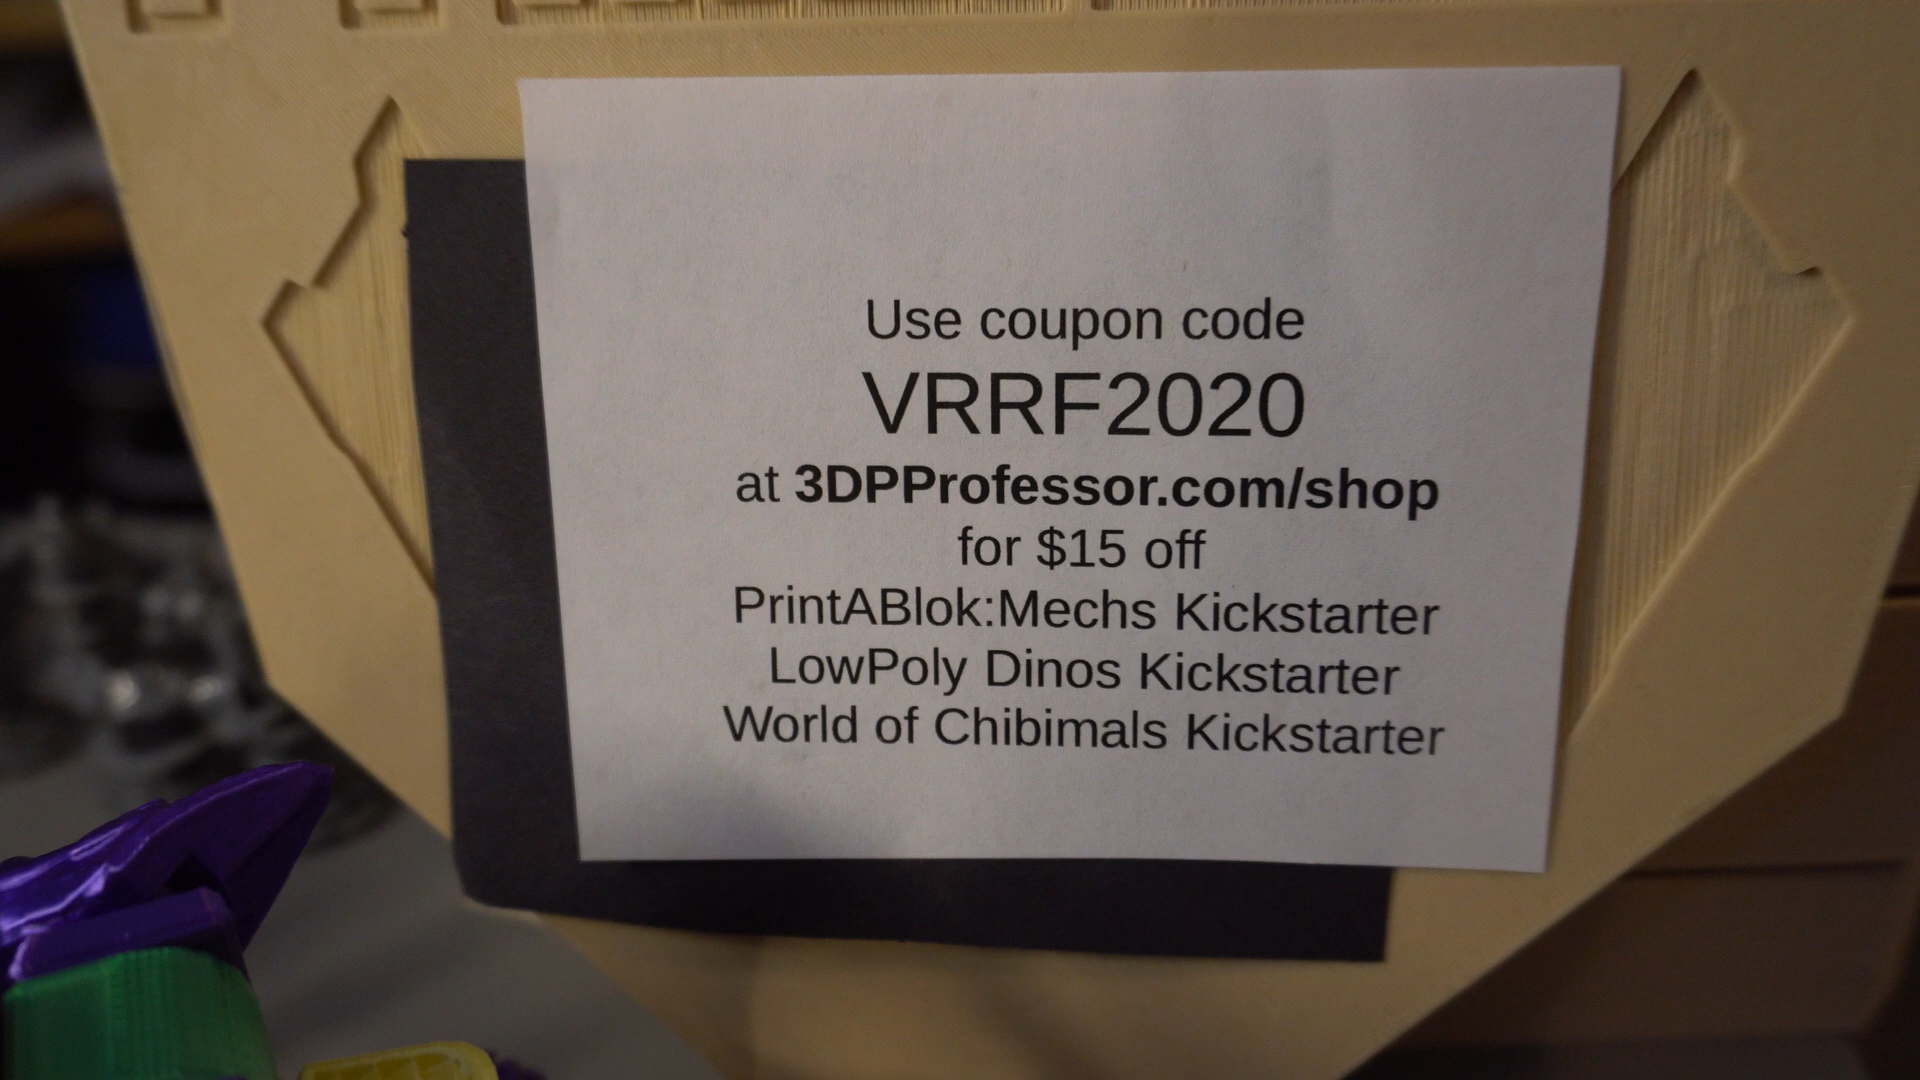 Use coupon code
VRRF2020
at 3DPProfessor.com/shop
for $15 off
PrintABlok:Mechs Kickstarter
LowPoly Dinos Kickstarter
World of Chibimals Kickstarter